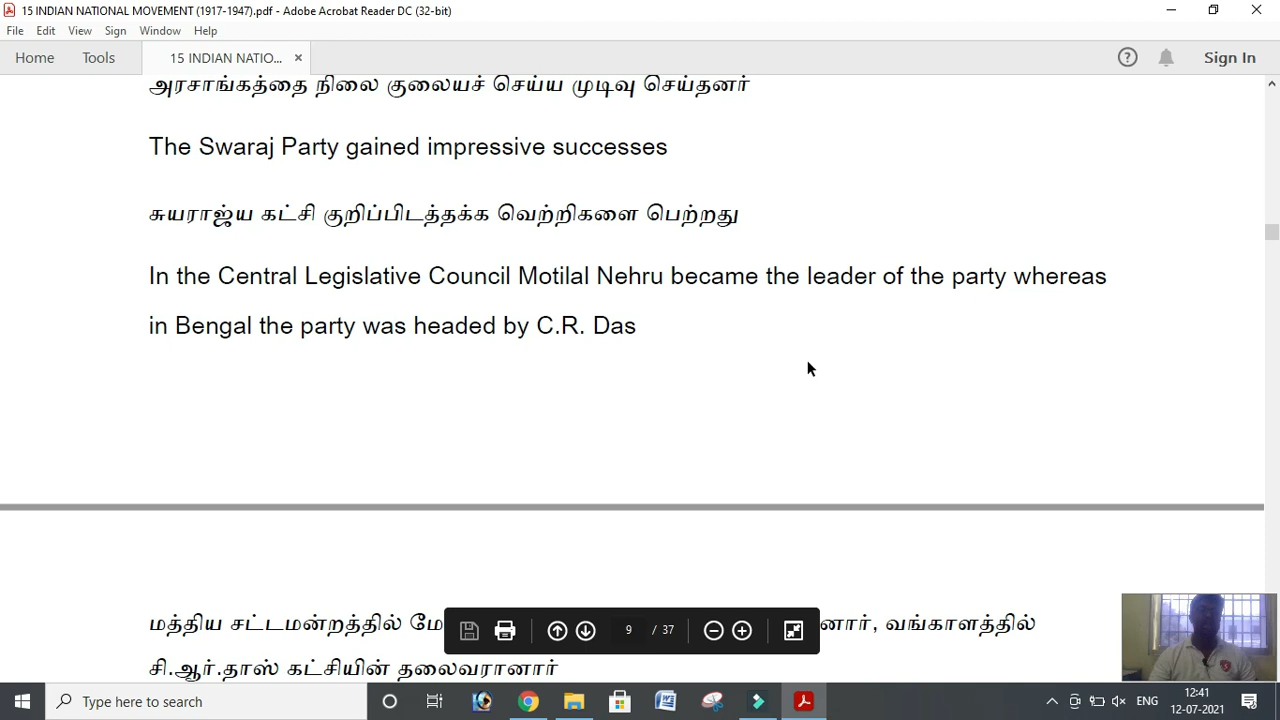 15 INDIAN NATIONAL MOVEMENT (1917-1947).pdf - Adobe Acrobat Reader DC (32-bit)
File Edit View Sign Window Help
Home Tools 15 INDIAN NATIO... × Sign In
அரசாங்கத்தை நிலை குலையச் செய்ய முடிவு செய்தனர்
The Swaraj Party gained impressive successes
சுயராஜ்ய கட்சி குறிப்பிடத்தக்க வெற்றிகளை பெற்றது
In the Central Legislative Council Motilal Nehru became the leader of the party whereas
in Bengal the party was headed by C.R. Das
மத்திய சட்டமன்றத்தில் வங்காளத்தில்
சி.ஆர்.தாஸ் கட்சியின் தலைவரானார்
9 / 37
Type here to search
ENG
12:41
12-07-2021